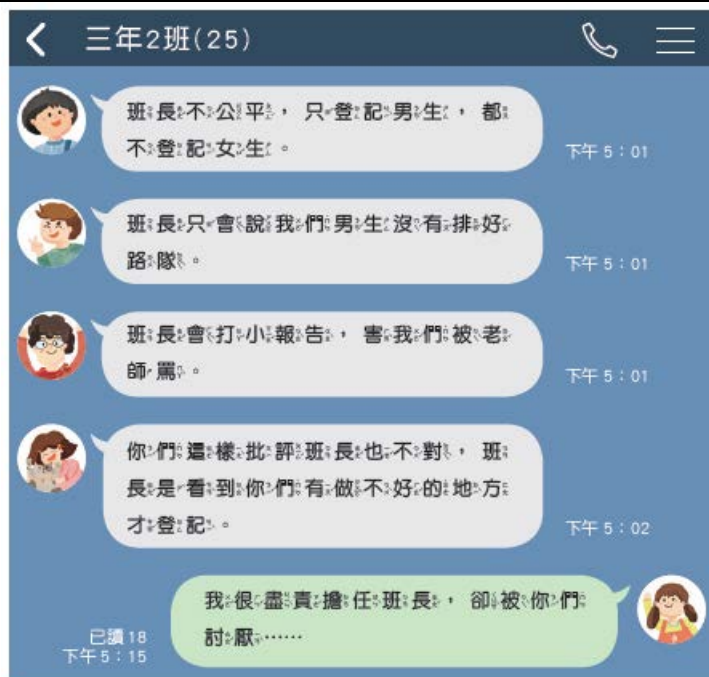 三年2班(25)
班長不公平，只登記男生，都
不登記女生。
下午 5：01
班長只會說我們男生沒有排好
路隊。
下午 5：01
班長會打小報告，害我們被老
師罵。
下午 5：01
你們這樣批評班長也不對，班
長是看到你們有做不好的地方
才登記。
下午 5：02
我很盡責擔任班長，卻被你們
討厭……
已讀 18
下午 5：15